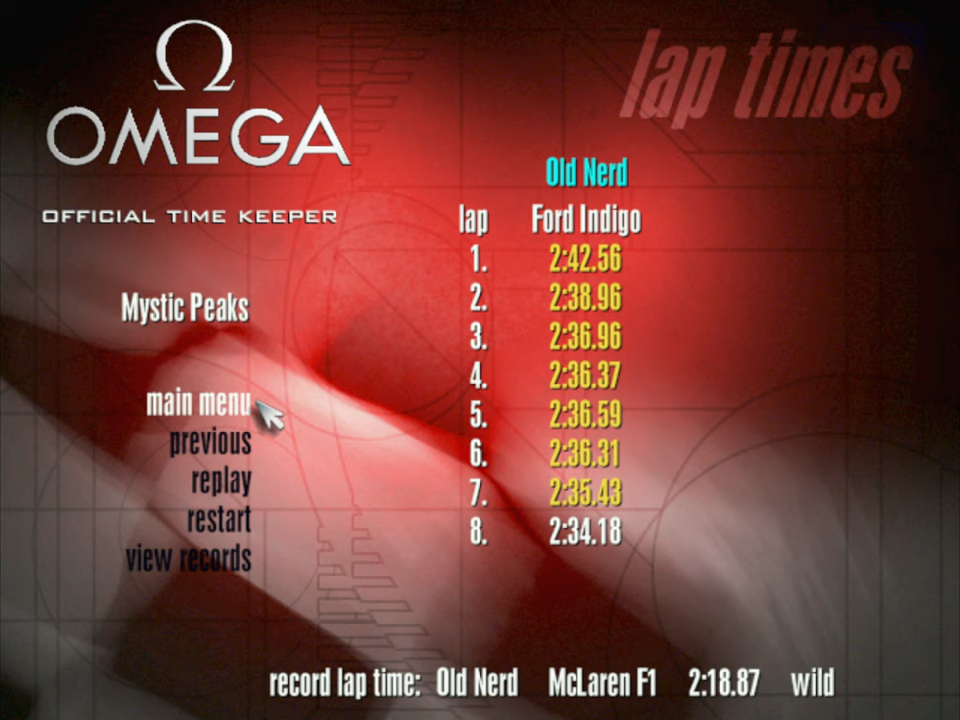 Ω
OMEGA
OFFICIAL TIME KEEPER
lap times
Old Nerd
lap Ford Indigo
1. 2:42.56
2. 2:38.96
3. 2:36.96
4. 2:36.37
5. 2:36.59
6. 2:36.31
7. 2:35.43
8. 2:34.18
Mystic Peaks
main menu
previous
replay
restart
view records
record lap time: Old Nerd McLaren F1 2:18.87 wild